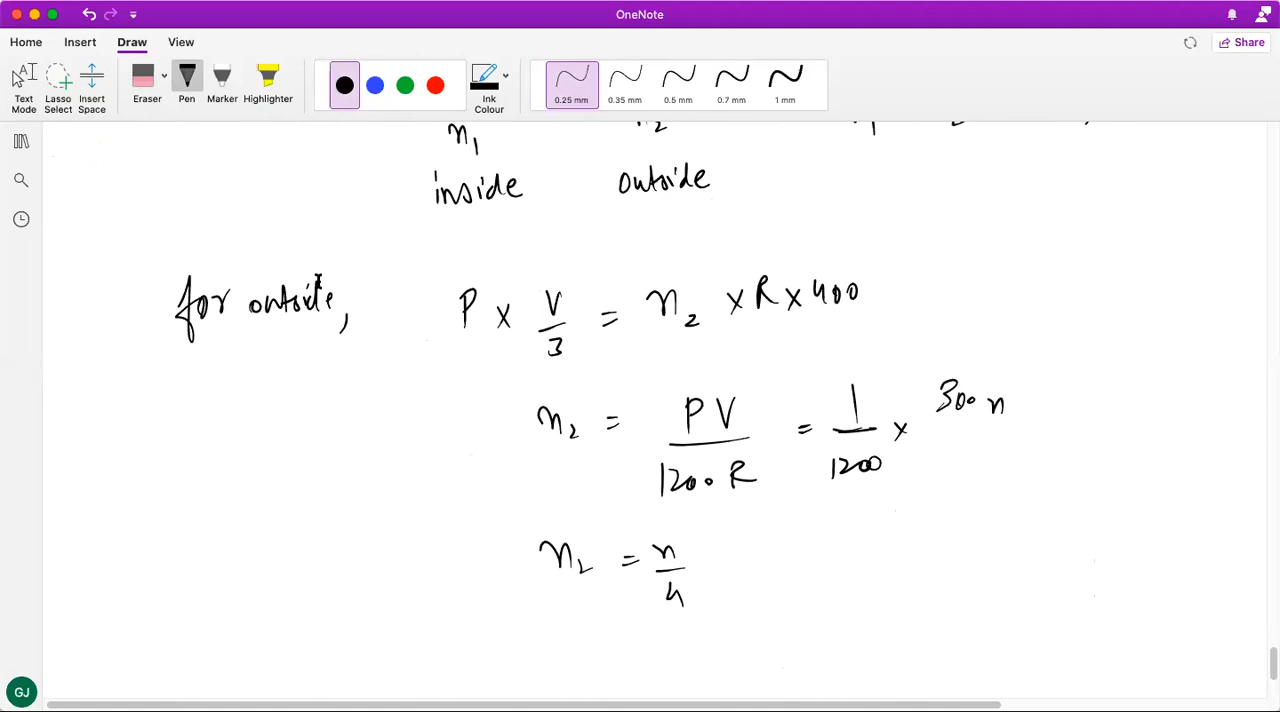 OneNote
Home Insert Draw View
Share
Text Mode
Lasso Select
Insert Space
Eraser
Pen
Marker
Highlighter
Ink Colour
0.25 mm 0.35 mm 0.5 mm 0.7 mm 1 mm
n₁
inside outside
for outside, P × V/3 = n₂ × R × 400
n₂ = PV/1200R = 1/1200 × 300n
n₂ = n/4
GJ